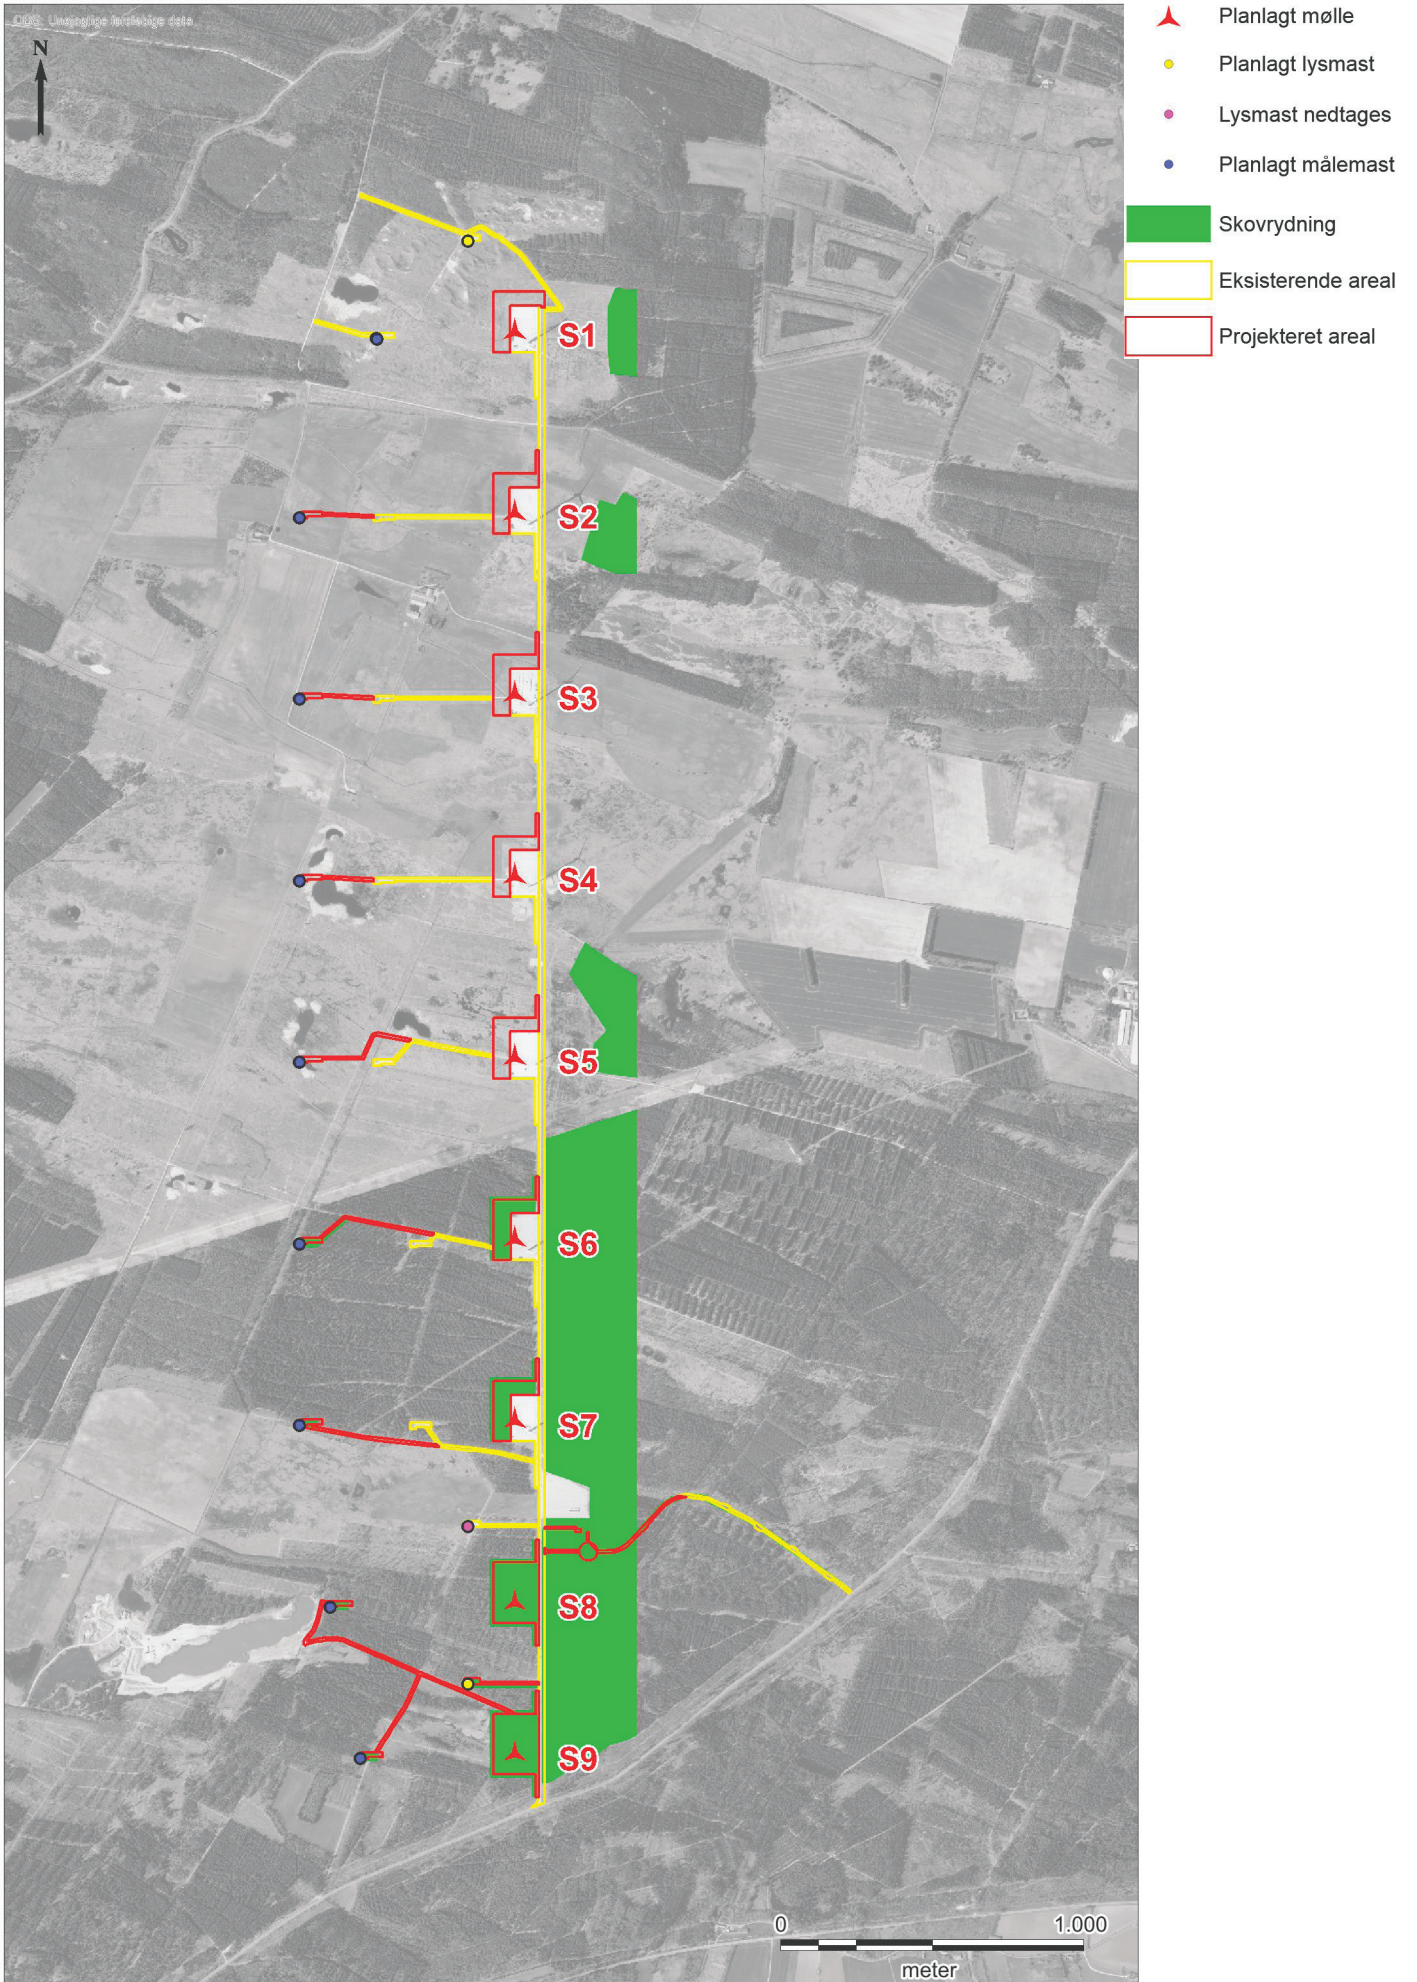 Planlagt mølle
Planlagt lysmast
Lysmast nedtages
Planlagt målemast
Skovrydning
Eksisterende areal
Projekteret areal
N
S1
S2
S3
S4
S5
S6
S7
S8
S9
0 1.000
meter